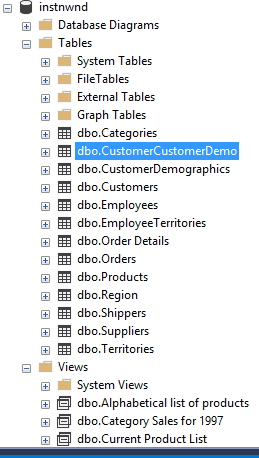 instnwnd
Database Diagrams
Tables
System Tables
FileTables
External Tables
Graph Tables
dbo.Categories
dbo.CustomerCustomerDemo
dbo.CustomerDemographics
dbo.Customers
dbo.Employees
dbo.EmployeeTerritories
dbo.Order Details
dbo.Orders
dbo.Products
dbo.Region
dbo.Shippers
dbo.Suppliers
dbo.Territories
Views
System Views
dbo.Alphabetical list of products
dbo.Category Sales for 1997
dbo.Current Product List